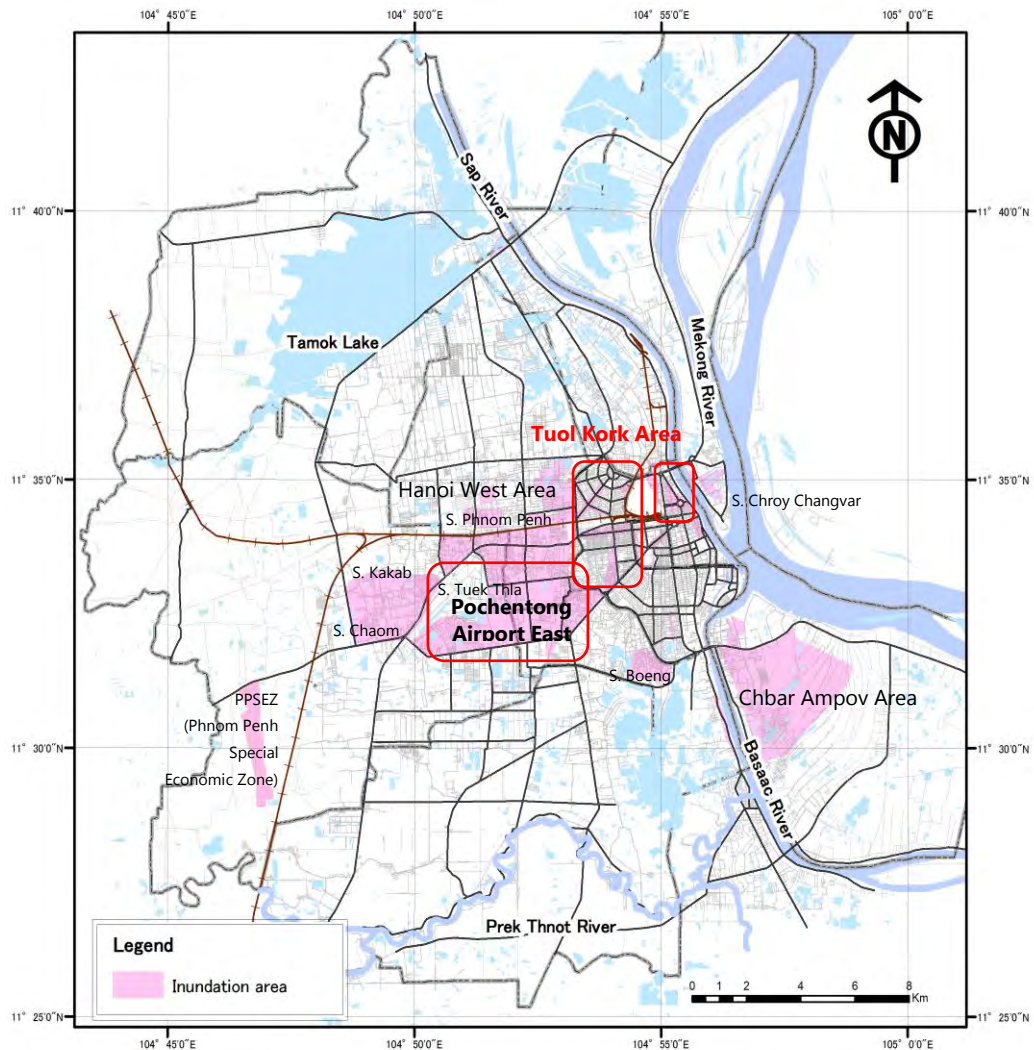 104° 45'0"E
104° 50'0"E
104° 55'0"E
105° 0'0"E
N
Sap River
11° 40'0"N
11° 40'0"N
Mekong River
Tamok Lake
Tuol Kork Area
11° 35'0"N
11° 35'0"N
Hanoi West Area
S. Chroy Changvar
S. Phnom Penh
S. Kakab
S. Tuek Thla
Pochentong
Airport East
S. Chaom
S. Boeng
PPSEZ
(Phnom Penh
Special
Economic Zone)
Chbar Ampov Area
11° 30'0"N
11° 30'0"N
Basaac River
Prek Thnot River
Legend
Inundation area
0 1 2 4 6 8
Km
11° 25'0"N
11° 25'0"N
104° 45'0"E
104° 50'0"E
104° 55'0"E
105° 0'0"E